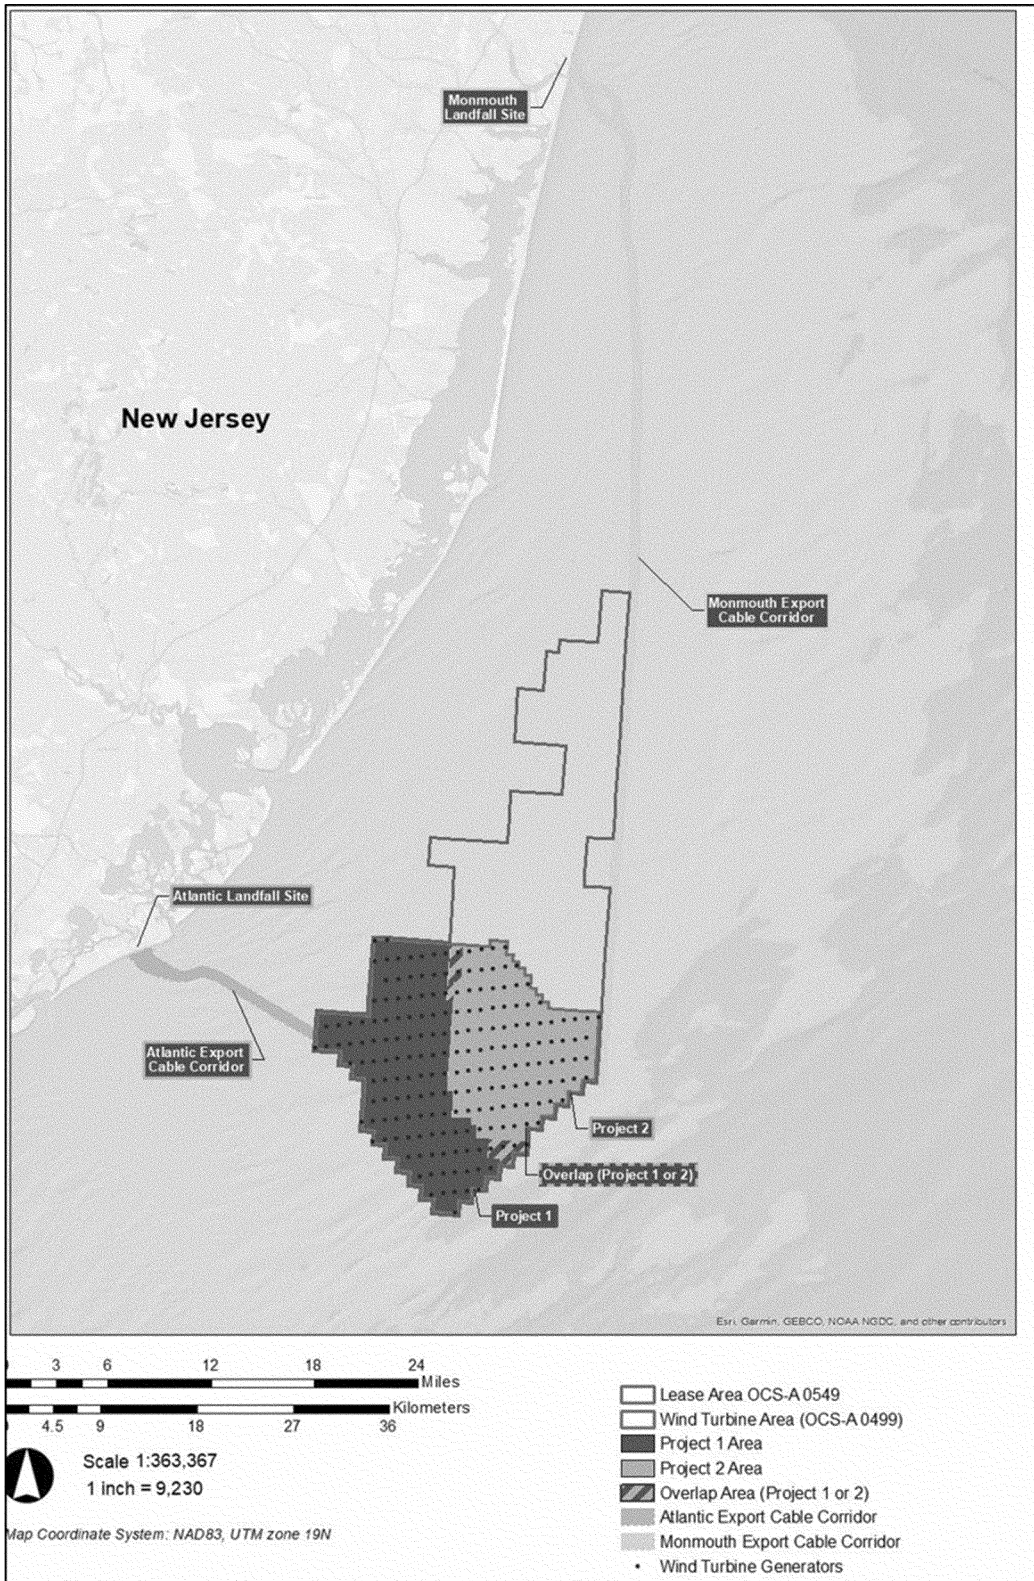 Monmouth
Landfall Site
New Jersey
Monmouth Export
Cable Corridor
Atlantic Landfall Site
Atlantic Export
Cable Corridor
Project 2
Overlap (Project 1 or 2)
Project 1
Esri, Garmin, GEBCO, NOAA NGDC, and other contributors
3 6 12 18 24
Miles
Kilometers
4.5 9 18 27 36
Scale 1:363,367
1 inch = 9,230
Map Coordinate System: NAD83, UTM zone 19N
Lease Area OCS-A 0549
Wind Turbine Area (OCS-A 0499)
Project 1 Area
Project 2 Area
Overlap Area (Project 1 or 2)
Atlantic Export Cable Corridor
Monmouth Export Cable Corridor
Wind Turbine Generators